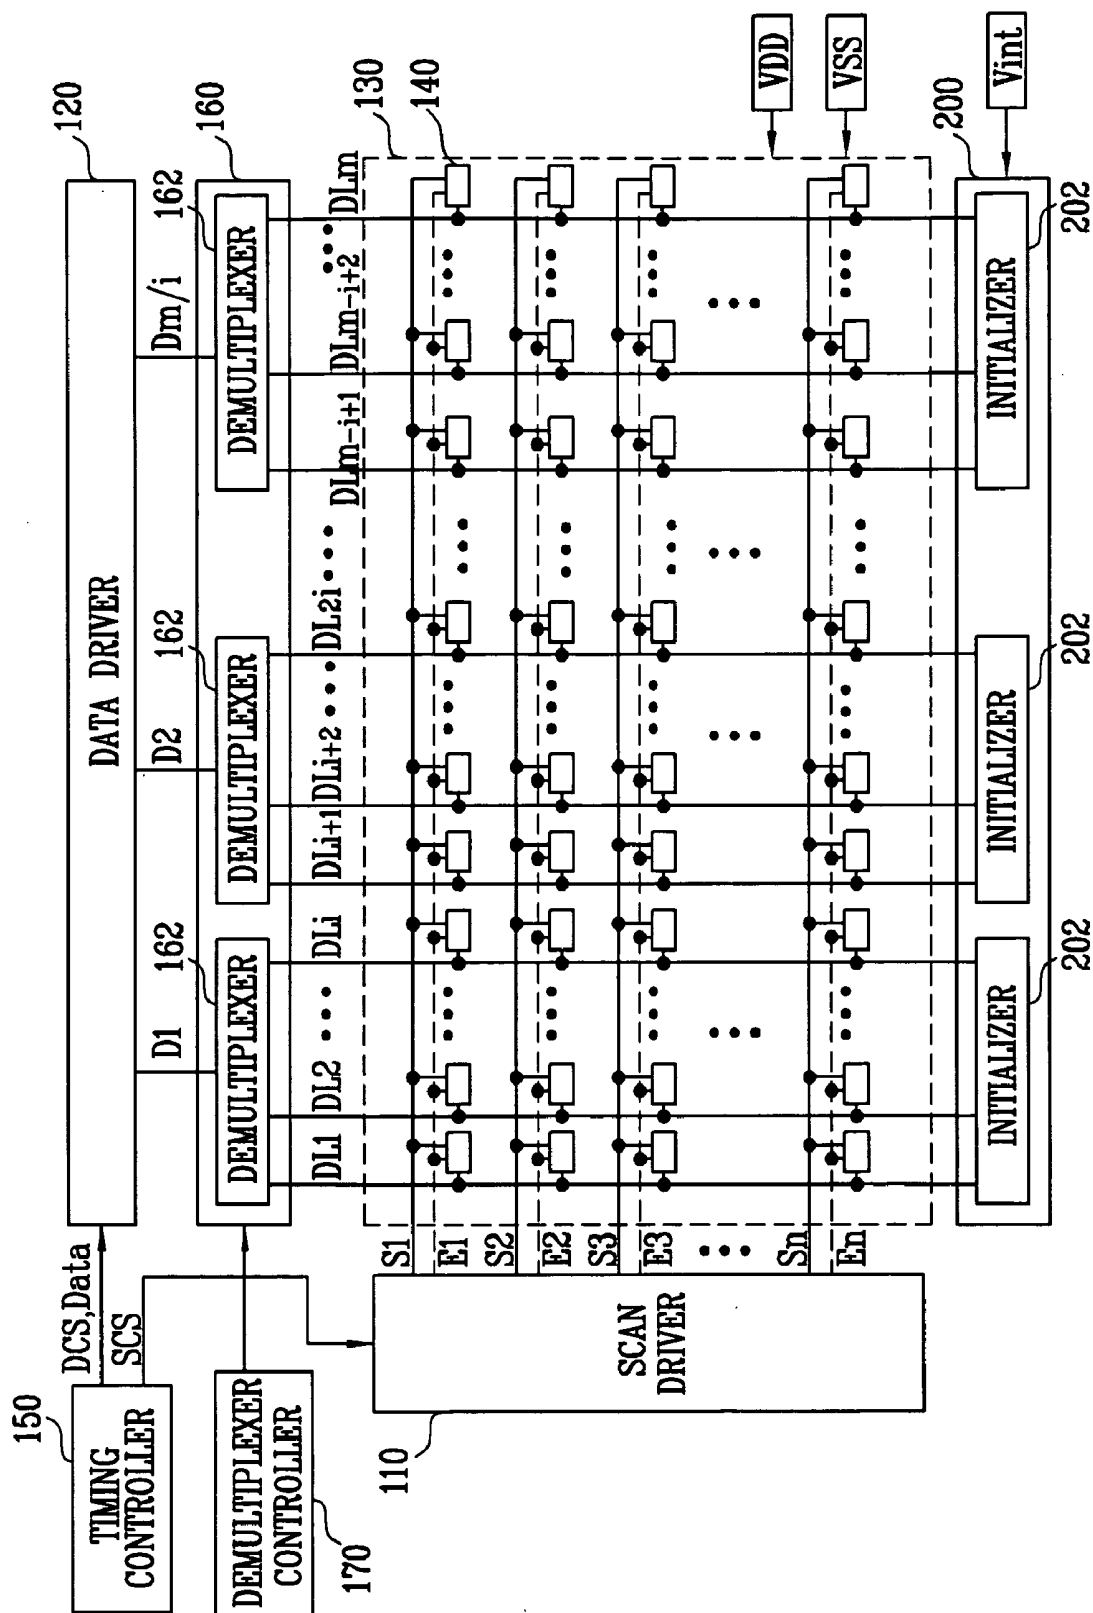 120
DATA DRIVER
150
TIMING
CONTROLLER
DCS,Data
SCS
D1
D2
Dm/i
160
162
162
162
DEMULTIPLEXER
DEMULTIPLEXER
DEMULTIPLEXER
DEMULTIPLEXER
CONTROLLER
170
DL1
DL2
DLi
DLi+1
DLi+2
DL2i
DLm-i+1
DLm-i+2
DLm
130
140
S1
E1
S2
E2
S3
E3
Sn
En
SCAN
DRIVER
110
VDD
VSS
Vint
200
INITIALIZER
INITIALIZER
INITIALIZER
202
202
202